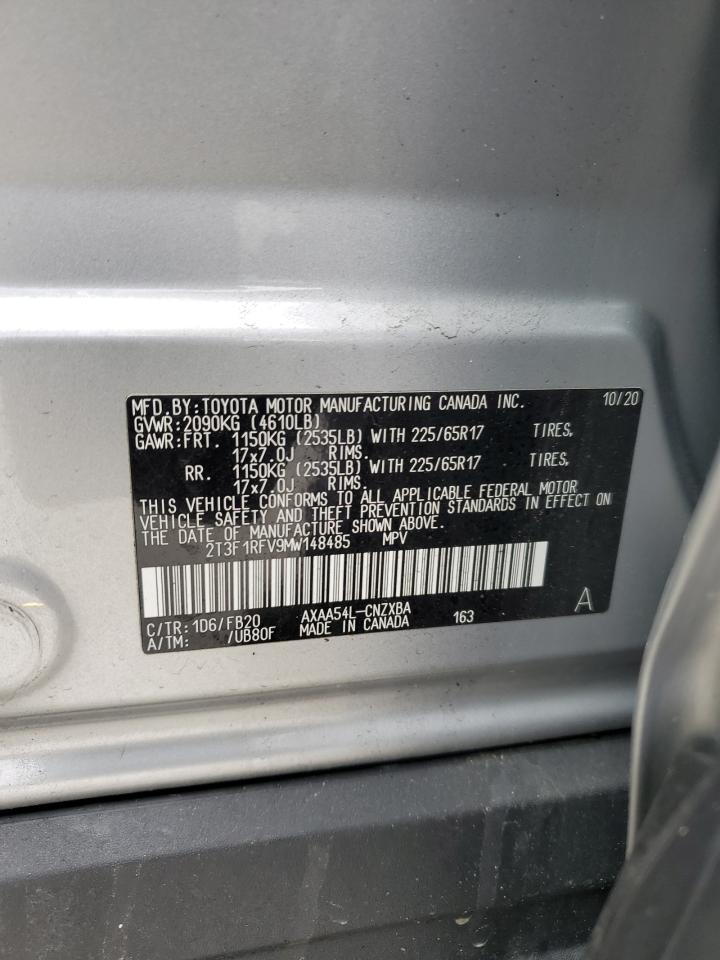 MFD.BY:TOYOTA MOTOR MANUFACTURING CANADA INC. 10/20
GVWR:2090KG (4610LB)
GAWR:FRT. 1150KG (2535LB) WITH 225/65R17 TIRES,
17x7.0J RIMS.
RR. 1150KG (2535LB) WITH 225/65R17 TIRES,
17x7.0J RIMS.
THIS VEHICLE CONFORMS TO ALL APPLICABLE FEDERAL MOTOR
VEHICLE SAFETY AND THEFT PREVENTION STANDARDS IN EFFECT ON
THE DATE OF MANUFACTURE SHOWN ABOVE.
2T3F1RFV9MW148485 MPV
A
C/TR:1D6/FB20 AXAA54L-CNZXBA 163
A/TM: /UB80F MADE IN CANADA